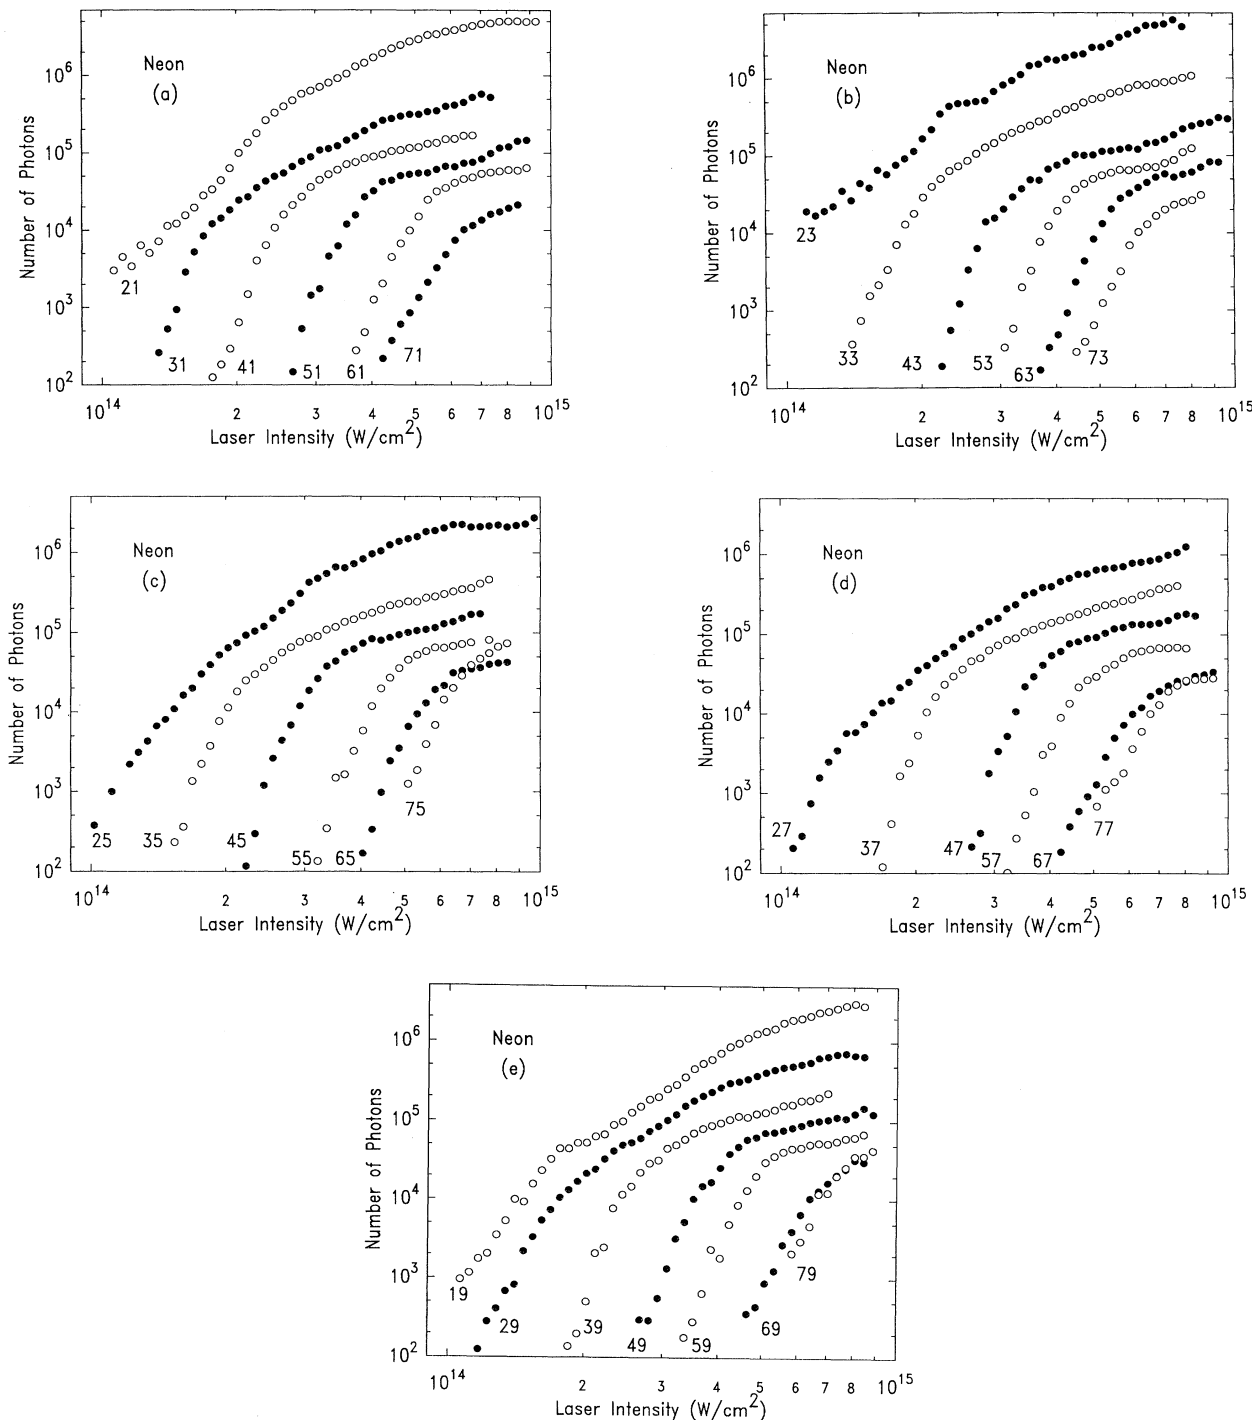 Neon
(a)
Number of Photons
10^6
10^5
10^4
10^3
10^2
21
31
41
51
61
71
10^14 2 3 4 5 6 7 8 10^15
Laser Intensity (W/cm^2)
Neon
(b)
Number of Photons
10^6
10^5
10^4
10^3
10^2
23
33
43
53
63
73
10^14 2 3 4 5 6 7 8 10^15
Laser Intensity (W/cm^2)
Neon
(c)
Number of Photons
10^6
10^5
10^4
10^3
10^2
25
35
45
55
65
75
10^14 2 3 4 5 6 7 8 10^15
Laser Intensity (W/cm^2)
Neon
(d)
Number of Photons
10^6
10^5
10^4
10^3
10^2
27
37
47
57
67
77
10^14 2 3 4 5 6 7 8 10^15
Laser Intensity (W/cm^2)
Neon
(e)
Number of Photons
10^6
10^5
10^4
10^3
10^2
19
29
39
49
59
69
79
10^14 2 3 4 5 6 7 8 10^15
Laser Intensity (W/cm^2)